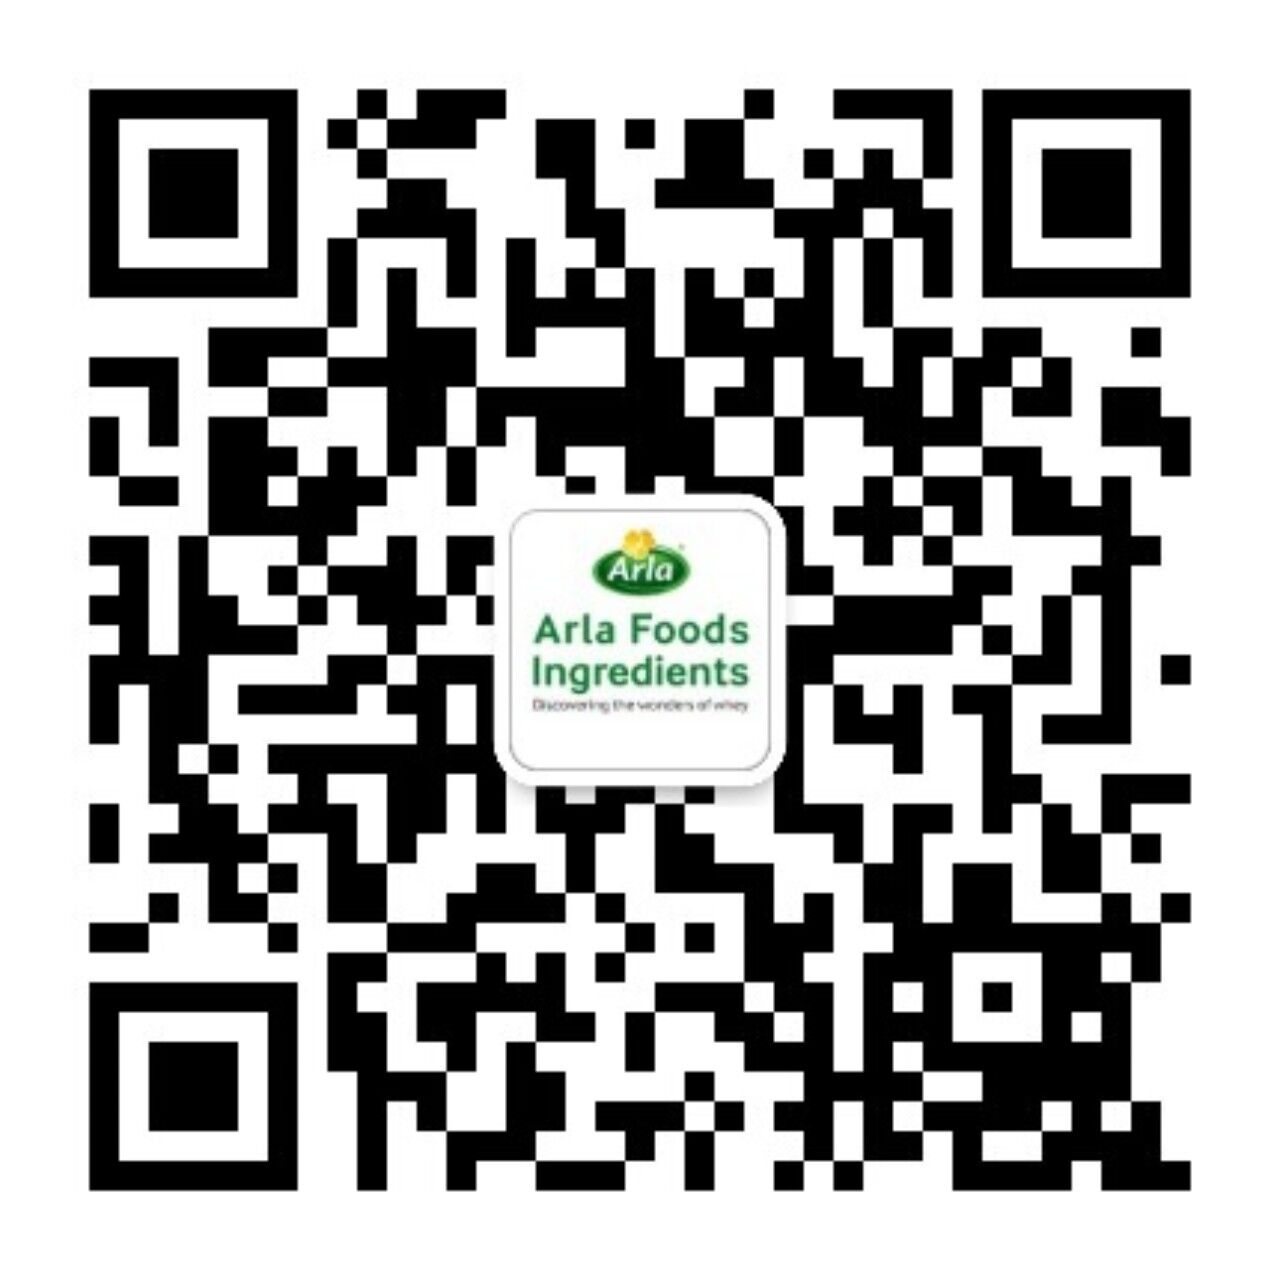 Arla
Arla Foods
Ingredients
Discovering the wonders of whey